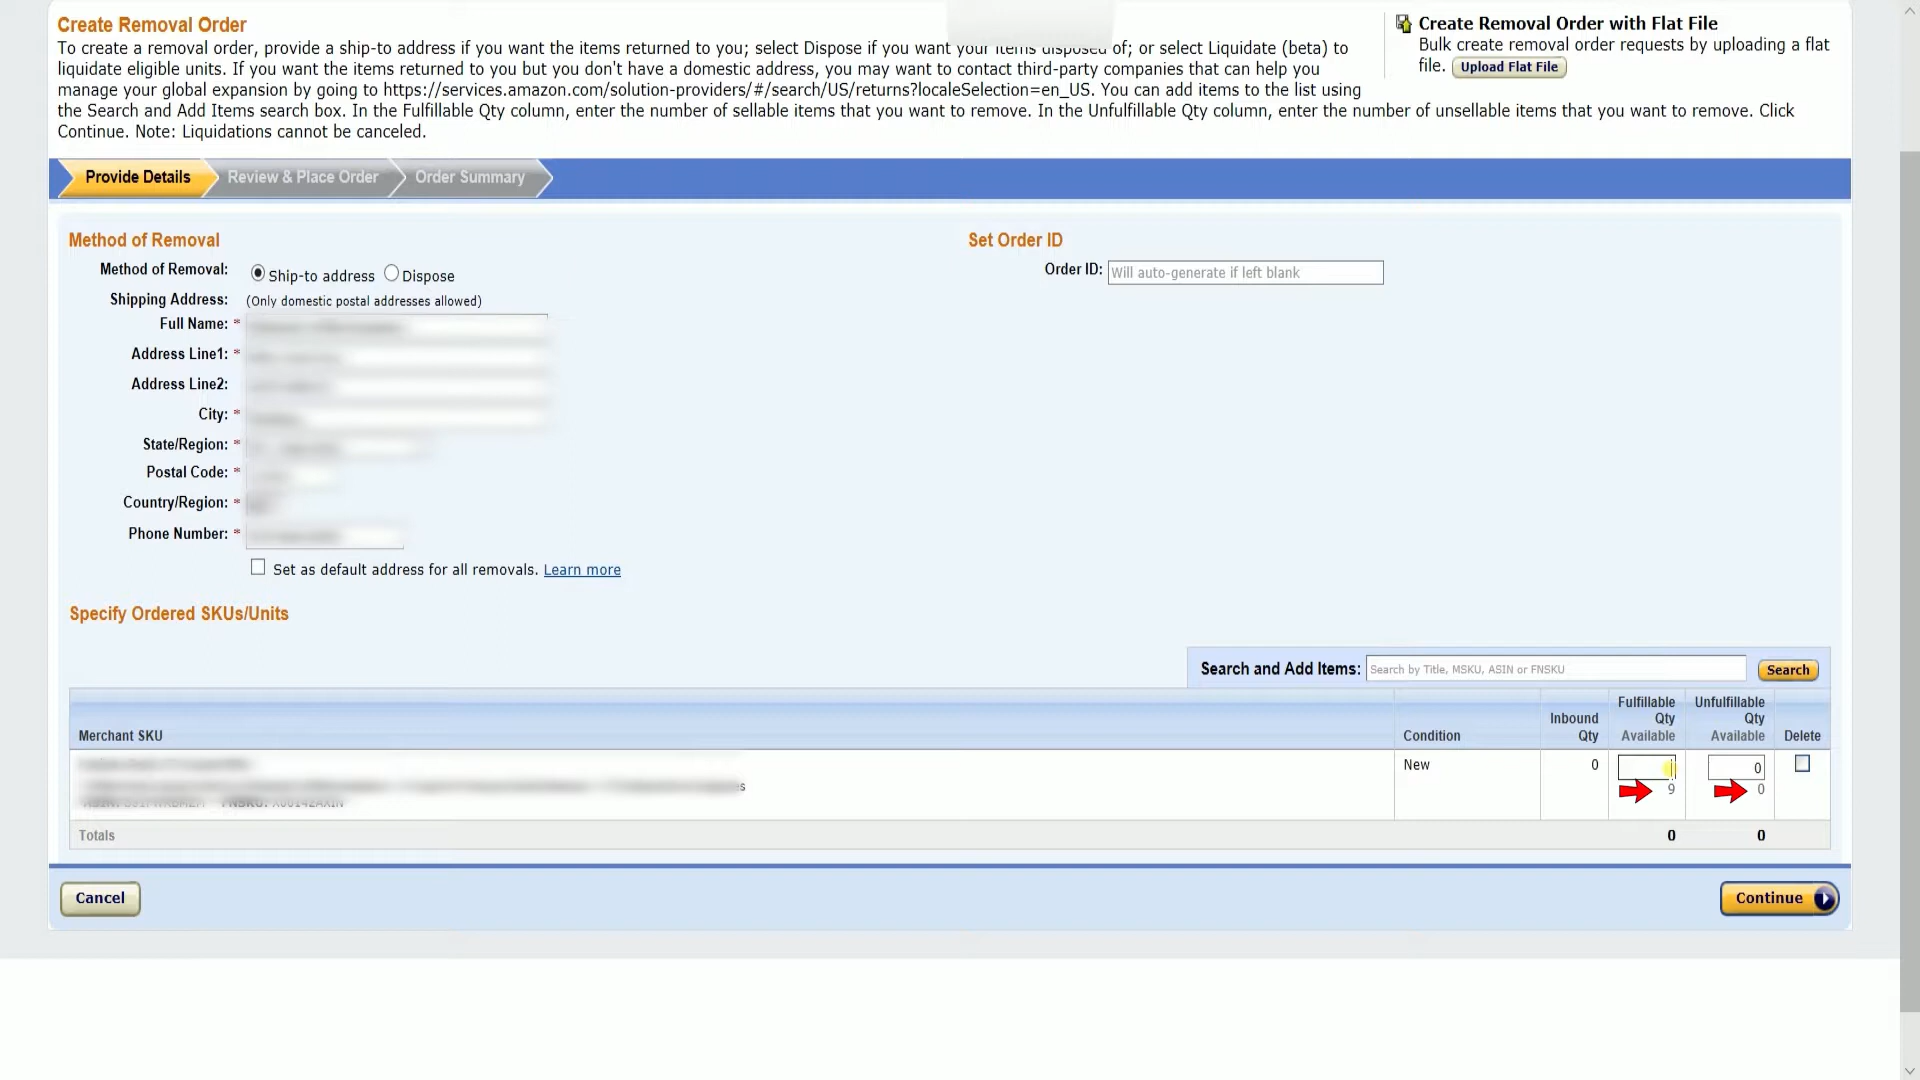 Create Removal Order
To create a removal order, provide a ship-to address if you want the items returned to you; select Dispose if you want your items disposed of; or select Liquidate (beta) to
liquidate eligible units. If you want the items returned to you but you don't have a domestic address, you may want to contact third-party companies that can help you
manage your global expansion by going to https://services.amazon.com/solution-providers/#/search/US/returns?localeSelection=en_US. You can add items to the list using
the Search and Add Items search box. In the Fulfillable Qty column, enter the number of sellable items that you want to remove. In the Unfulfillable Qty column, enter the number of unsellable items that you want to remove. Click
Continue. Note: Liquidations cannot be canceled.
Create Removal Order with Flat File
Bulk create removal order requests by uploading a flat
file. Upload Flat File
Provide Details Review & Place Order Order Summary
Method of Removal
Method of Removal: Ship-to address Dispose
Shipping Address: (Only domestic postal addresses allowed)
Full Name: *
Address Line1: *
Address Line2:
City: *
State/Region: *
Postal Code: *
Country/Region: *
Phone Number: *
Set as default address for all removals. Learn more
Set Order ID
Order ID: Will auto-generate if left blank
Specify Ordered SKUs/Units
Search and Add Items: Search by Title, MSKU, ASIN or FNSKU Search
Merchant SKU Condition Inbound Qty Fulfillable Qty Available Unfulfillable Qty Available Delete
New 0 0
9 0
Totals 0 0
Cancel Continue